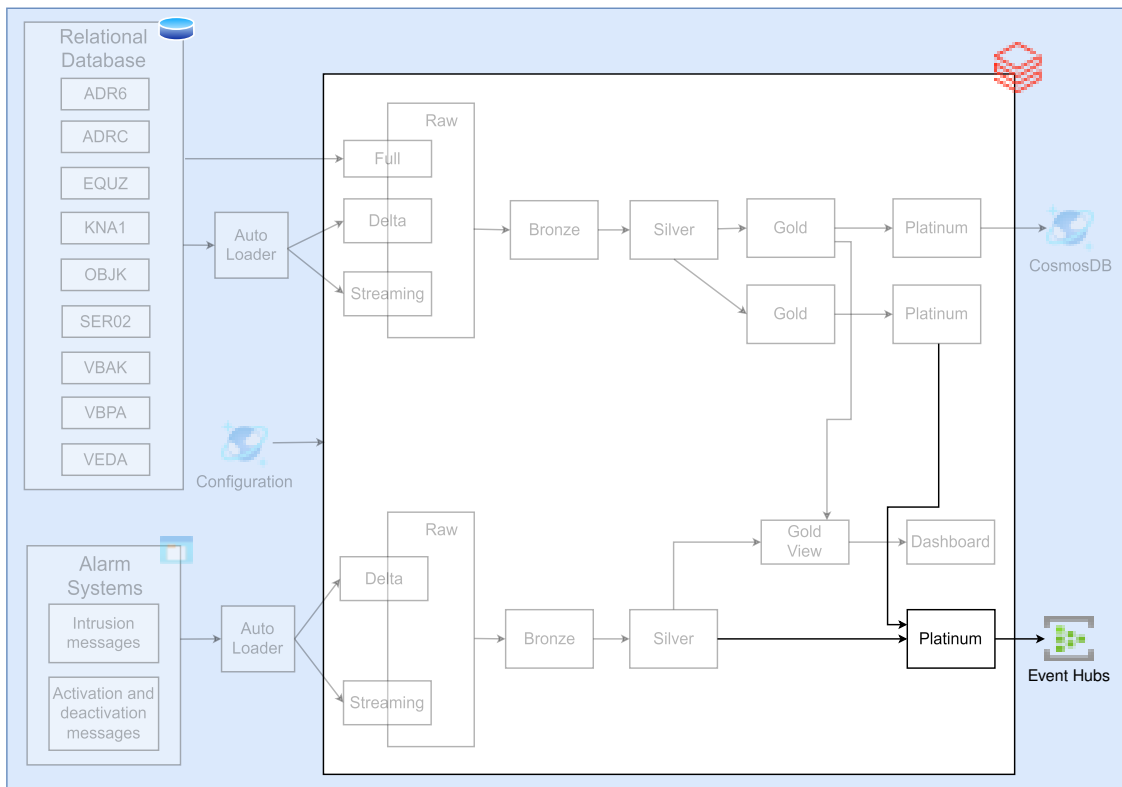 Relational
Database
ADR6
ADRC
EQUZ
KNA1
OBJK
SER02
VBAK
VBPA
VEDA
Auto
Loader
Configuration
Raw
Full
Delta
Streaming
Bronze
Silver
Gold
Platinum
CosmosDB
Gold
Platinum
Alarm
Systems
Intrusion
messages
Activation and
deactivation
messages
Auto
Loader
Raw
Delta
Streaming
Bronze
Silver
Gold
View
Dashboard
Platinum
Event Hubs